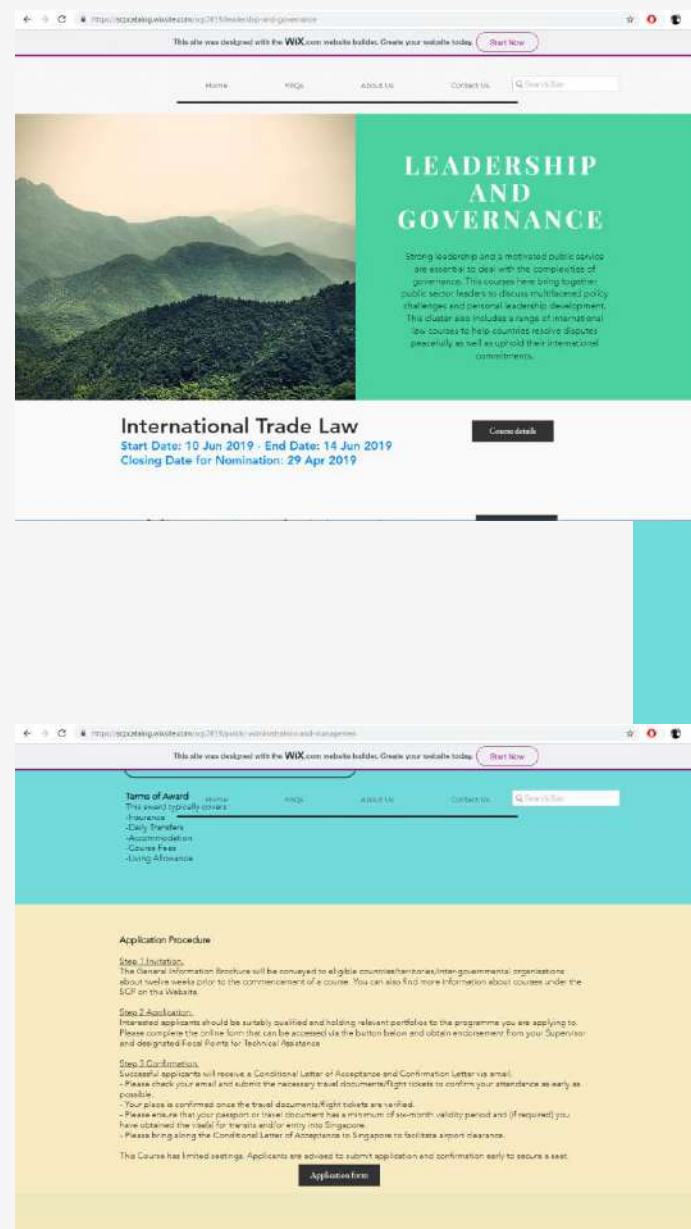 https://scpcatalog.wixsite.com/scp2819/leadership-and-governance
This site was designed with the WiX.com website builder. Create your website today. Start Now
Home FAQs About Us Contact Us Search Bar
LEADERSHIP
AND
GOVERNANCE
Strong leadership and a motivated public service
are essential to deal with the complexities of
governance. This courses here bring together
public sector leaders to discuss multifaceted policy
challenges and personal leadership development.
This cluster also includes a range of international
law courses to help countries resolve disputes
peacefully as well as uphold their international
commitments.
International Trade Law
Course details
Start Date: 10 Jun 2019 - End Date: 14 Jun 2019
Closing Date for Nomination: 29 Apr 2019
This site was designed with the WiX.com website builder. Create your website today. Start Now
Terms of Award
Home FAQs About Us Contact Us Search Bar
This award typically covers
-Insurance
-Daily Transfers
-Accommodation
-Course Fees
-Living Allowance
Application Procedure
Step 1 Invitation.
The General Information Brochure will be conveyed to eligible countries/territories/inter-governmental organisations
about twelve weeks prior to the commencement of a course. You can also find more information about courses under the
SCP on this Website.
Step 2 Application.
Interested applicants should be suitably qualified and holding relevant portfolios to the programme you are applying to.
Please complete the online form that can be accessed via the button below and obtain endorsement from your Supervisor
and designated Focal Points for Technical Assistance
Step 3 Confirmation.
Successful applicants will receive a Conditional Letter of Acceptance and Confirmation Letter via email.
- Please check your email and submit the necessary travel documents/flight tickets to confirm your attendance as early as
possible.
- Your place is confirmed once the travel documents/flight tickets are verified.
- Please ensure that your passport or travel document has a minimum of six-month validity period and (if required) you
have obtained the visa(s) for transits and/or entry into Singapore.
- Please bring along the Conditional Letter of Acceptance to Singapore to facilitate airport clearance.
This Course has limited seatings. Applicants are advised to submit application and confirmation early to secure a seat.
Application form